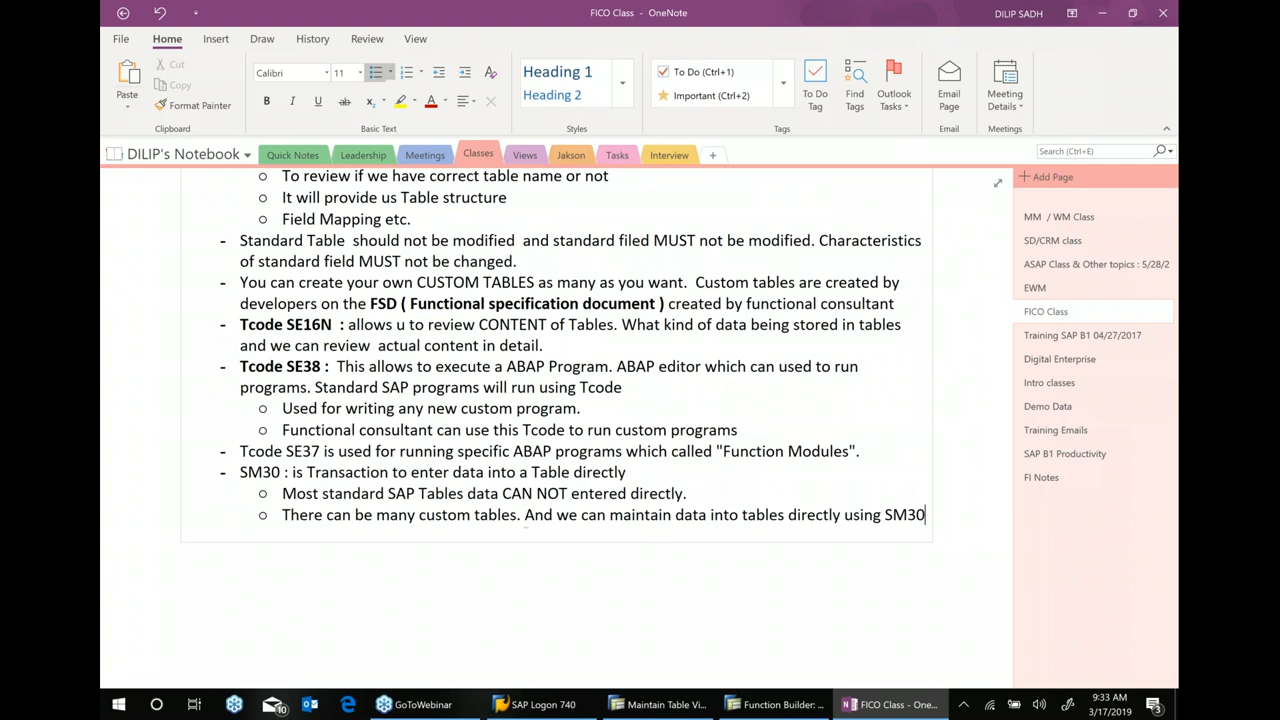 FICO Class - OneNote
DILIP SADH
File Home Insert Draw History Review View
Paste
Cut
Copy
Format Painter
Clipboard
Calibri 11
B I U ab x₂ A
Basic Text
Heading 1
Heading 2
Styles
To Do (Ctrl+1)
Important (Ctrl+2)
To Do Tag
Find Tags
Outlook Tasks
Tags
Email Page
Email
Meeting Details
Meetings
DILIP's Notebook Quick Notes Leadership Meetings Classes Views Jakson Tasks Interview +
Search (Ctrl+E)
○ To review if we have correct table name or not
○ It will provide us Table structure
○ Field Mapping etc.
- Standard Table should not be modified and standard filed MUST not be modified. Characteristics
of standard field MUST not be changed.
- You can create your own CUSTOM TABLES as many as you want. Custom tables are created by
developers on the FSD ( Functional specification document ) created by functional consultant
- Tcode SE16N : allows u to review CONTENT of Tables. What kind of data being stored in tables
and we can review actual content in detail.
- Tcode SE38 : This allows to execute a ABAP Program. ABAP editor which can used to run
programs. Standard SAP programs will run using Tcode
○ Used for writing any new custom program.
○ Functional consultant can use this Tcode to run custom programs
- Tcode SE37 is used for running specific ABAP programs which called "Function Modules".
- SM30 : is Transaction to enter data into a Table directly
○ Most standard SAP Tables data CAN NOT entered directly.
○ There can be many custom tables. And we can maintain data into tables directly using SM30
Add Page
MM / WM Class
SD/CRM class
ASAP Class & Other topics : 5/28/2
EWM
FICO Class
Training SAP B1 04/27/2017
Digital Enterprise
Intro classes
Demo Data
Training Emails
SAP B1 Productivity
FI Notes
10
GoToWebinar
SAP Logon 740
Maintain Table Vi...
Function Builder: ...
FICO Class - One...
9:33 AM
3/17/2019
3